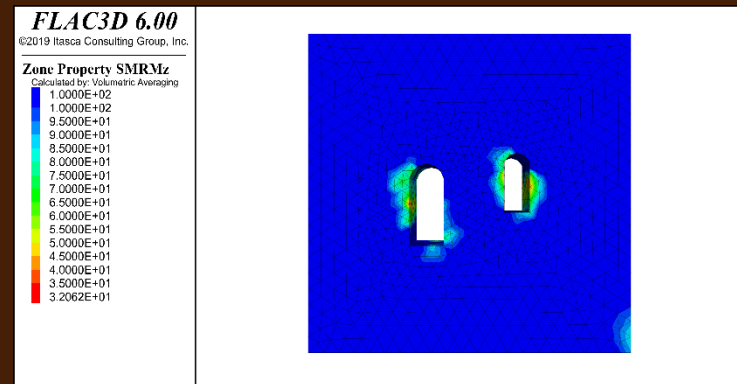 FLAC3D 6.00
©2019 Itasca Consulting Group, Inc.
Zone Property SMRMz
Calculated by: Volumetric Averaging
1.0000E+02
1.0000E+02
9.5000E+01
9.0000E+01
8.5000E+01
8.0000E+01
7.5000E+01
7.0000E+01
6.5000E+01
6.0000E+01
5.5000E+01
5.0000E+01
4.5000E+01
4.0000E+01
3.5000E+01
3.2062E+01